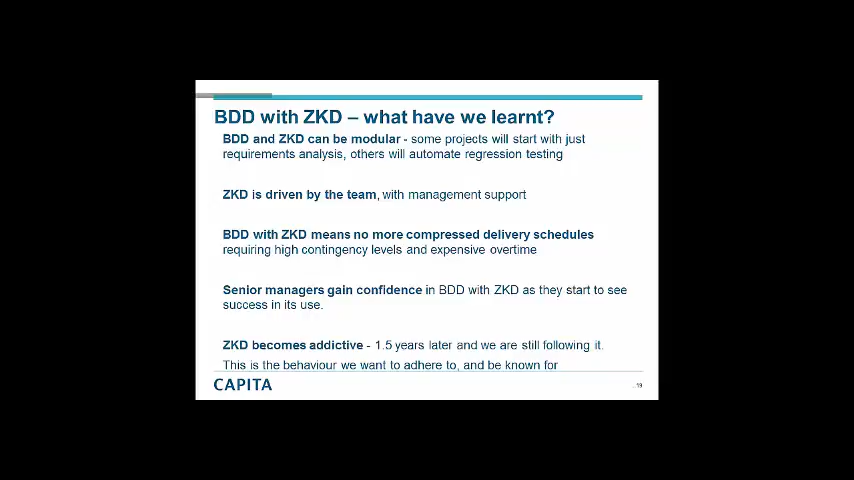 BDD with ZKD – what have we learnt?
BDD and ZKD can be modular - some projects will start with just
requirements analysis, others will automate regression testing
ZKD is driven by the team, with management support
BDD with ZKD means no more compressed delivery schedules
requiring high contingency levels and expensive overtime
Senior managers gain confidence in BDD with ZKD as they start to see
success in its use.
ZKD becomes addictive - 1.5 years later and we are still following it.
This is the behaviour we want to adhere to, and be known for
CAPITA
19